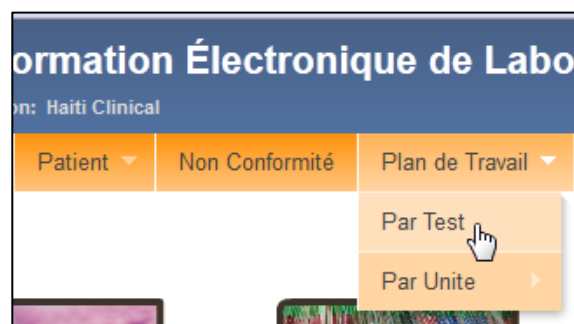 ormation Électronique de Labo
on: Haiti Clinical
Patient Non Conformité Plan de Travail
Par Test
Par Unite